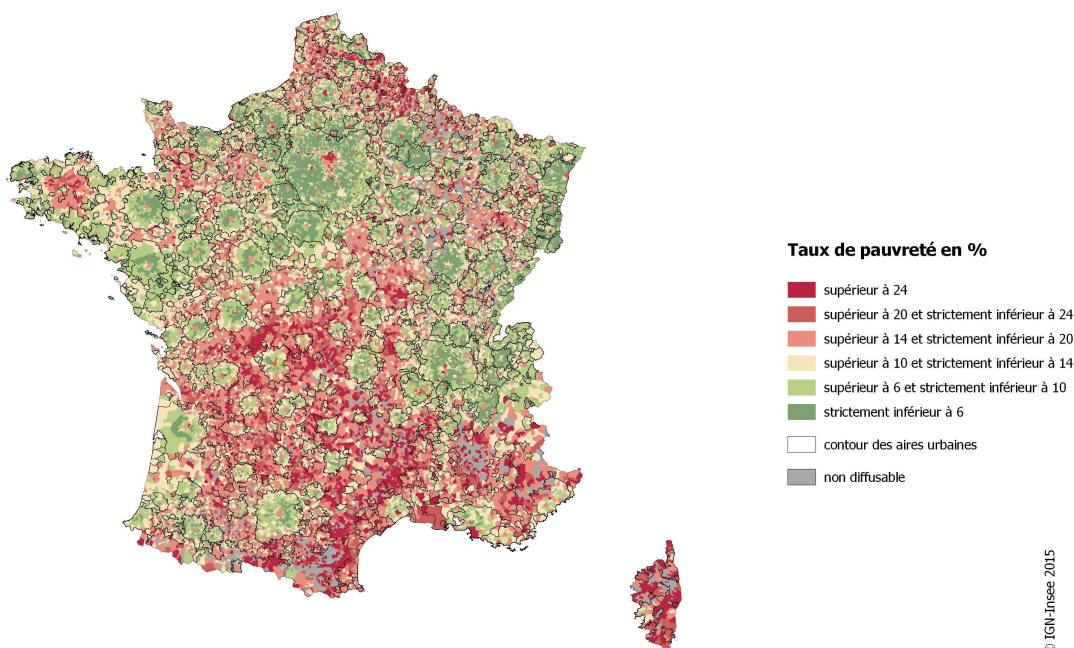 Taux de pauvreté en %
supérieur à 24
supérieur à 20 et strictement inférieur à 24
supérieur à 14 et strictement inférieur à 20
supérieur à 10 et strictement inférieur à 14
supérieur à 6 et strictement inférieur à 10
strictement inférieur à 6
contour des aires urbaines
non diffusable
© IGN-Insee 2015